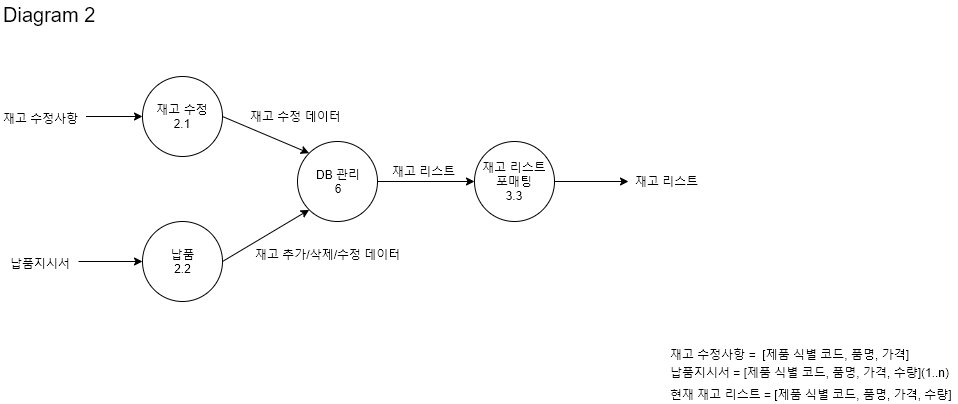 Diagram 2
재고 수정사항
재고 수정
2.1
재고 수정 데이터
DB 관리
6
재고 리스트
재고 리스트
포매팅
3.3
재고 리스트
납품지시서
납품
2.2
재고 추가/삭제/수정 데이터
재고 수정사항 = [제품 식별 코드, 품명, 가격]
납품지시서 = [제품 식별 코드, 품명, 가격, 수량](1..n)
현재 재고 리스트 = [제품 식별 코드, 품명, 가격, 수량]